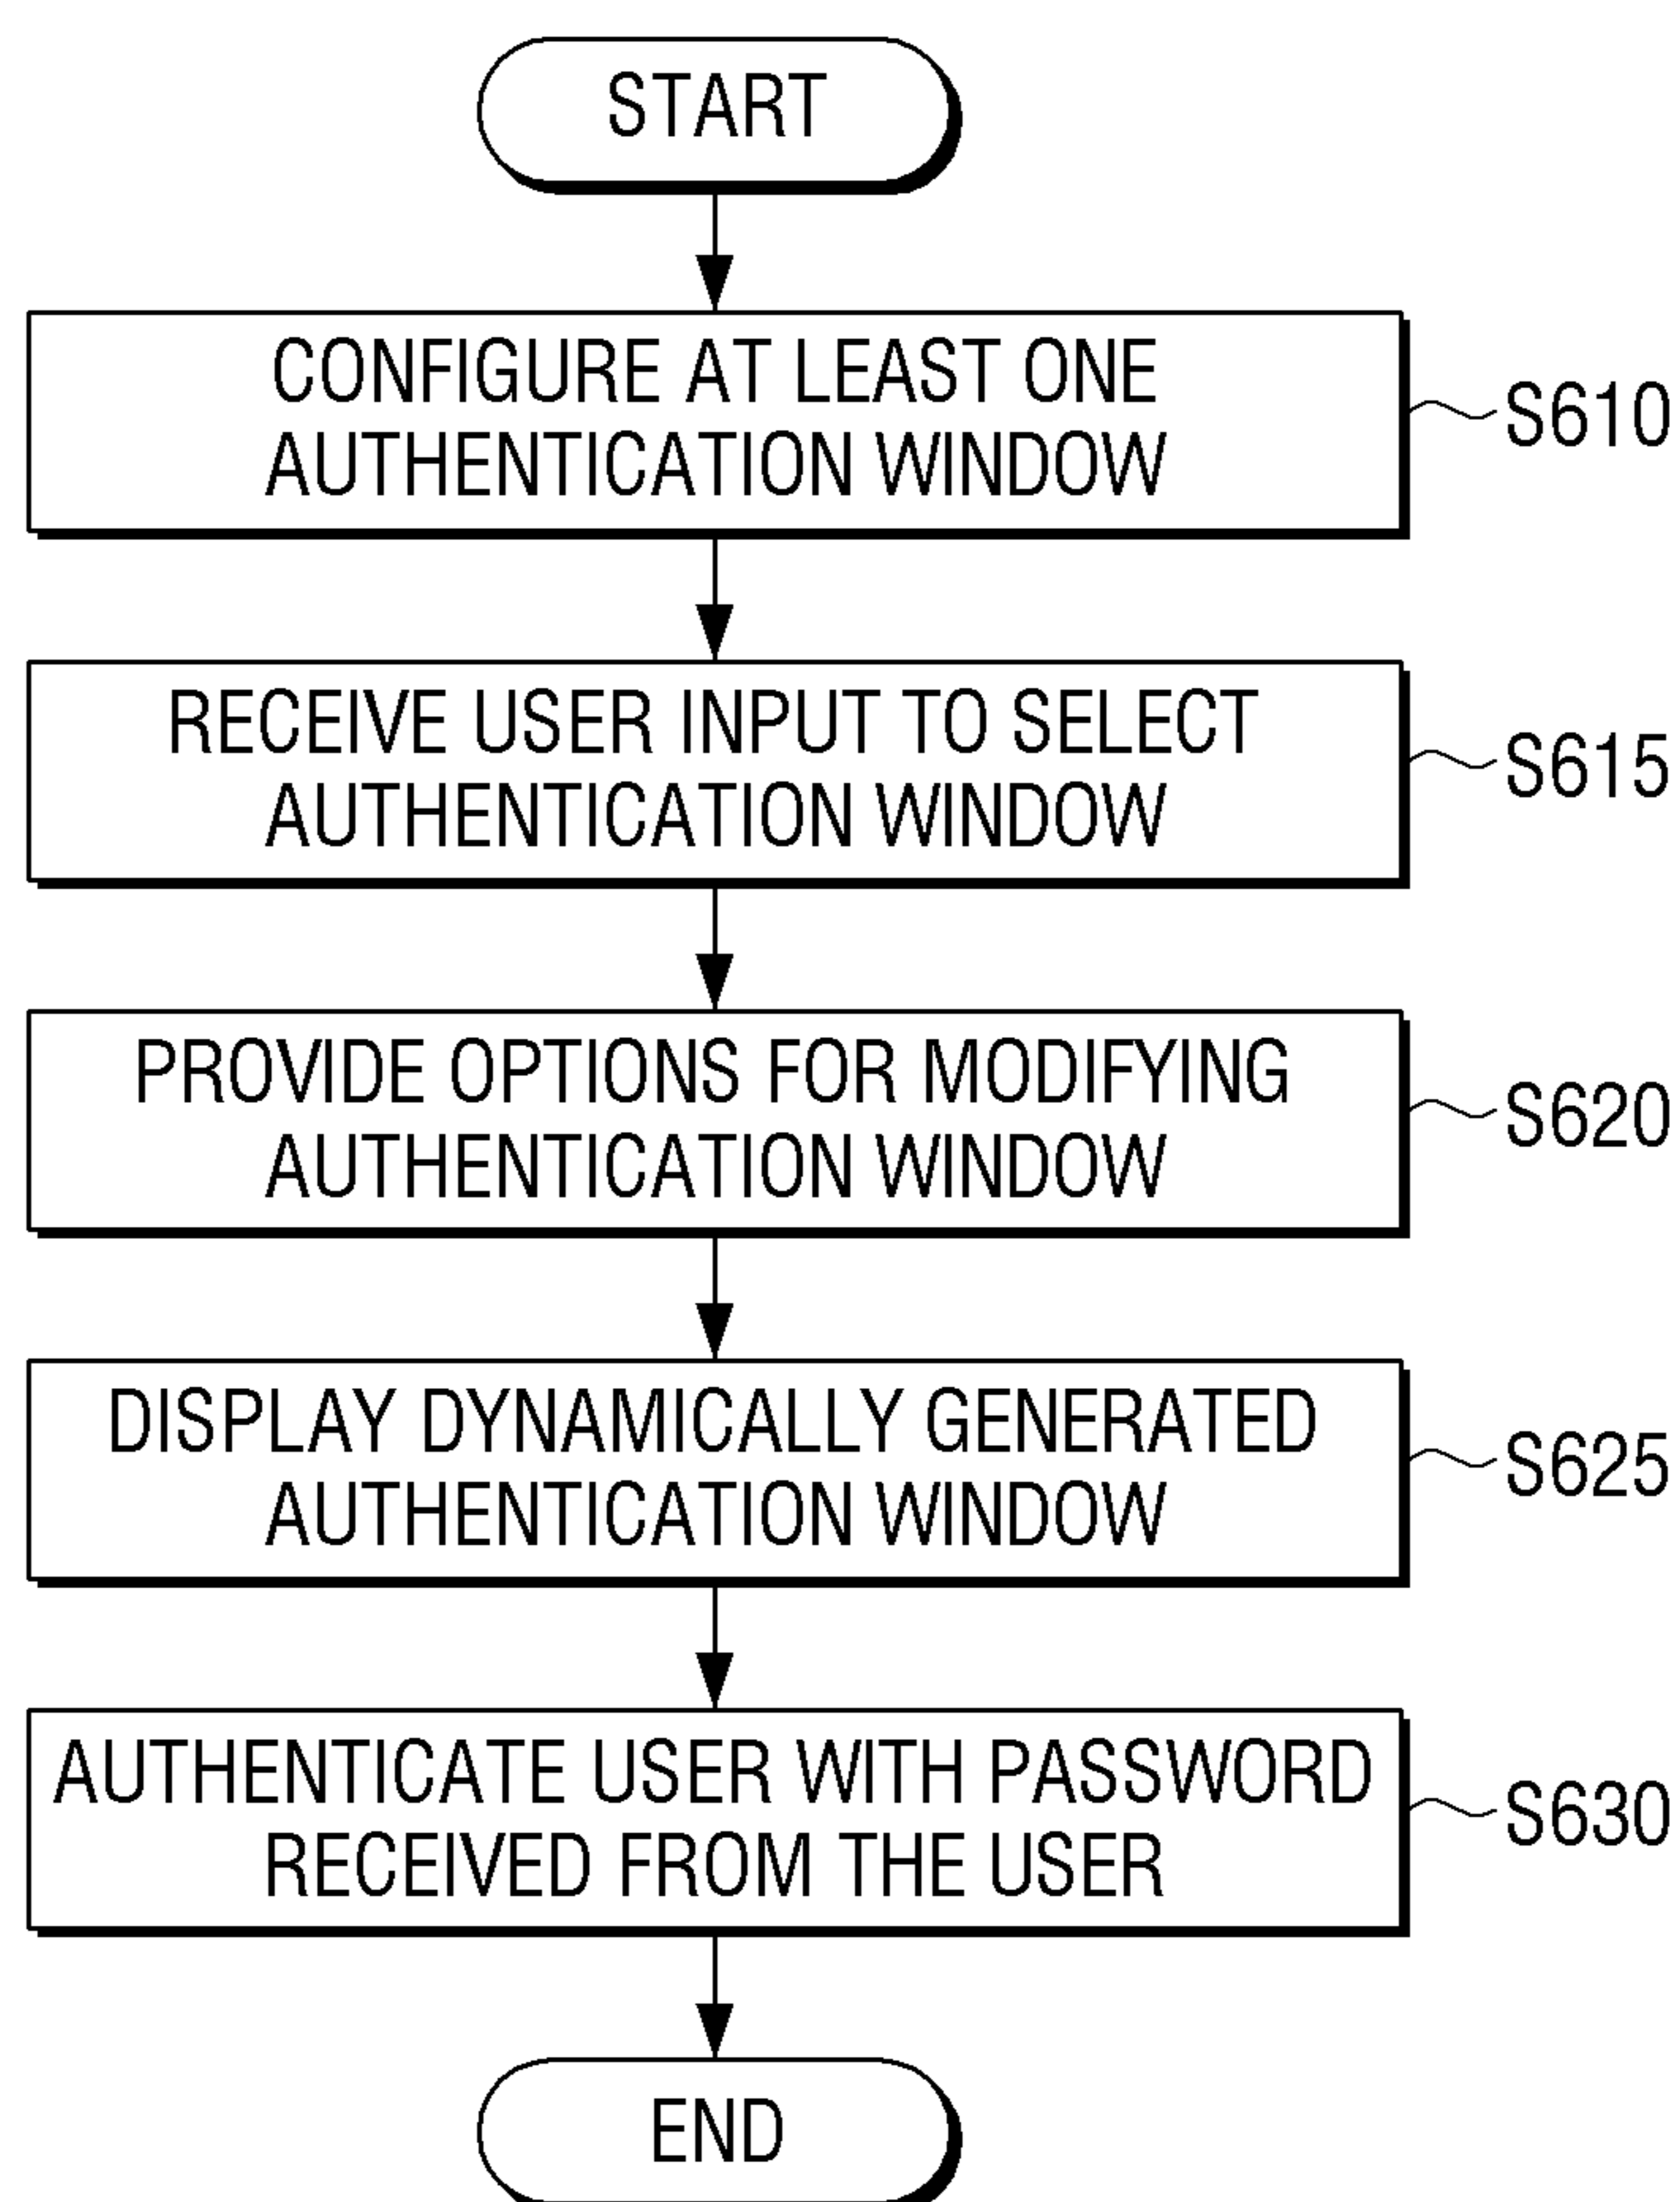 START
CONFIGURE AT LEAST ONE
AUTHENTICATION WINDOW
S610
RECEIVE USER INPUT TO SELECT
AUTHENTICATION WINDOW
S615
PROVIDE OPTIONS FOR MODIFYING
AUTHENTICATION WINDOW
S620
DISPLAY DYNAMICALLY GENERATED
AUTHENTICATION WINDOW
S625
AUTHENTICATE USER WITH PASSWORD
RECEIVED FROM THE USER
S630
END